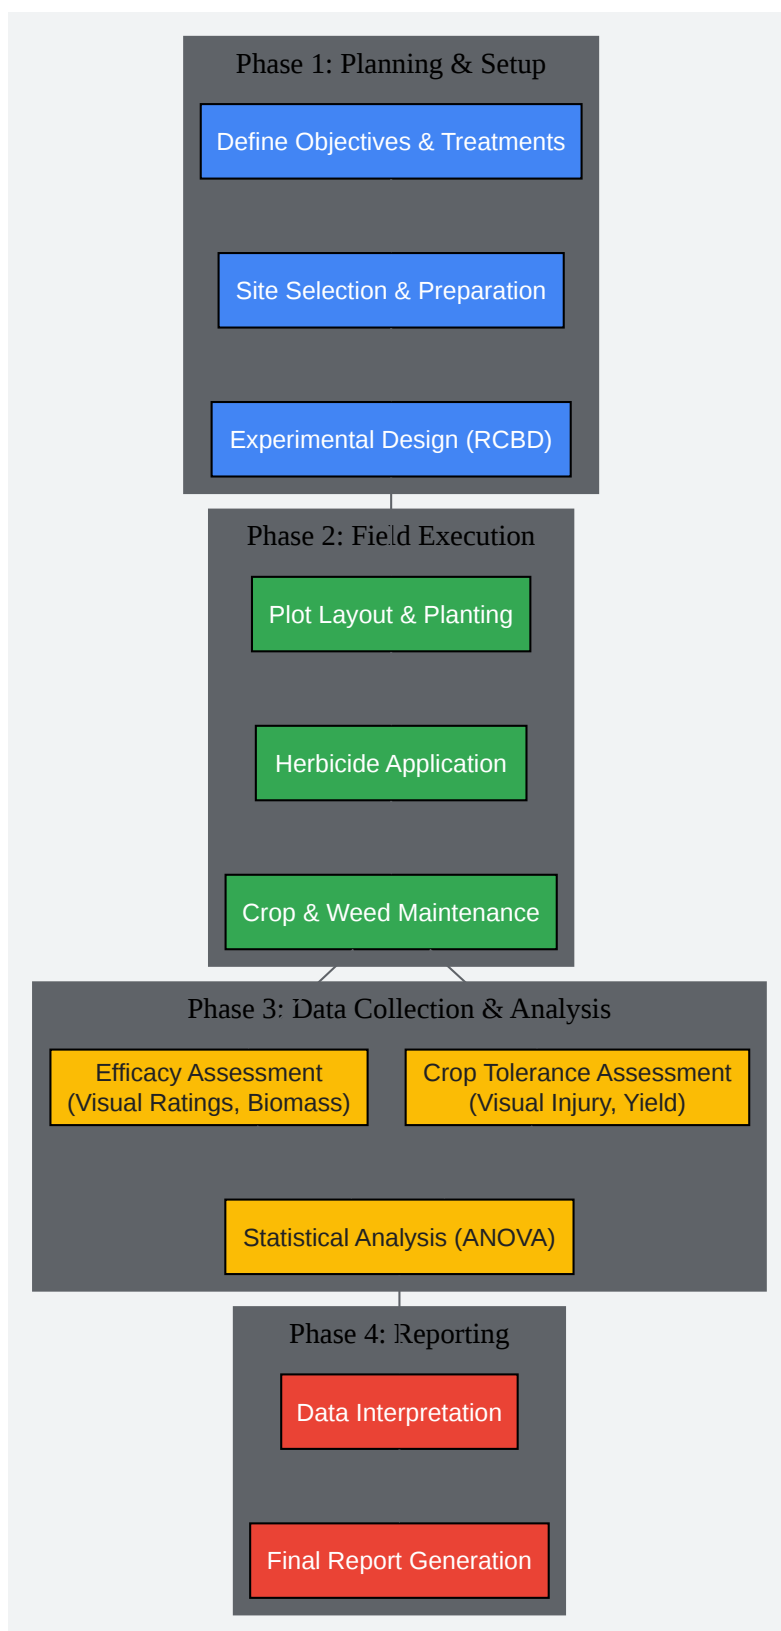 Phase 1: Planning & Setup
Define Objectives & Treatments
Site Selection & Preparation
Experimental Design (RCBD)
Phase 2: Field Execution
Plot Layout & Planting
Herbicide Application
Crop & Weed Maintenance
Phase 3: Data Collection & Analysis
Efficacy Assessment
(Visual Ratings, Biomass)
Crop Tolerance Assessment
(Visual Injury, Yield)
Statistical Analysis (ANOVA)
Phase 4: Reporting
Data Interpretation
Final Report Generation